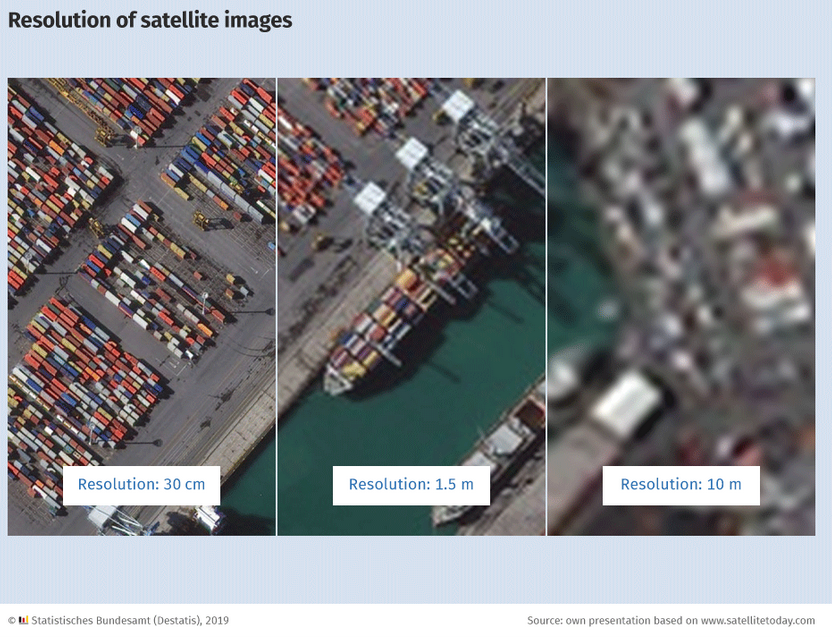 Resolution of satellite images
Resolution: 30 cm
Resolution: 1.5 m
Resolution: 10 m
© Statistisches Bundesamt (Destatis), 2019
Source: own presentation based on www.satellitetoday.com